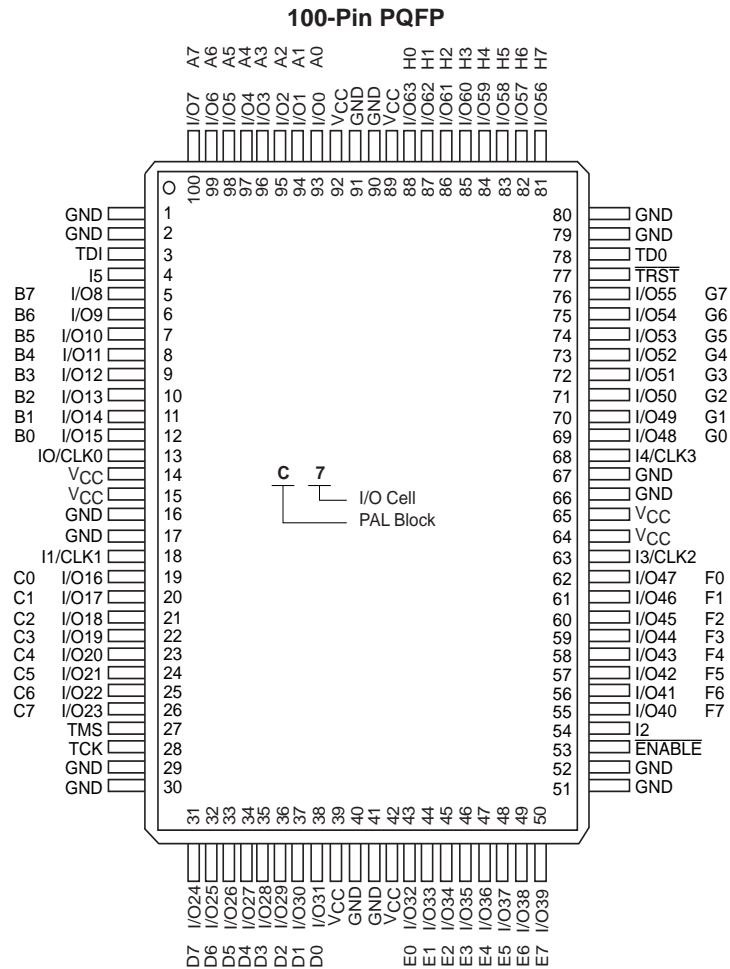 100-Pin PQFP
A7 A6 A5 A4 A3 A2 A1 A0 H0 H1 H2 H3 H4 H5 H6 H7
I/O7 I/O6 I/O5 I/O4 I/O3 I/O2 I/O1 I/O0 VCC GND GND VCC I/O63 I/O62 I/O61 I/O60 I/O59 I/O58 I/O57 I/O56
100 99 98 97 96 95 94 93 92 91 90 89 88 87 86 85 84 83 82 81
GND 1 80 GND
GND 2 79 GND
TDI 3 78 TD0
I5 4 77 TRST
B7 I/O8 5 76 I/O55 G7
B6 I/O9 6 75 I/O54 G6
B5 I/O10 7 74 I/O53 G5
B4 I/O11 8 73 I/O52 G4
B3 I/O12 9 72 I/O51 G3
B2 I/O13 10 71 I/O50 G2
B1 I/O14 11 70 I/O49 G1
B0 I/O15 12 69 I/O48 G0
IO/CLK0 13 68 I4/CLK3
VCC 14 67 GND
VCC 15 66 GND
GND 16 65 VCC
GND 17 64 VCC
I1/CLK1 18 63 I3/CLK2
C 7
I/O Cell
PAL Block
C0 I/O16 19 62 I/O47 F0
C1 I/O17 20 61 I/O46 F1
C2 I/O18 21 60 I/O45 F2
C3 I/O19 22 59 I/O44 F3
C4 I/O20 23 58 I/O43 F4
C5 I/O21 24 57 I/O42 F5
C6 I/O22 25 56 I/O41 F6
C7 I/O23 26 55 I/O40 F7
TMS 27 54 I2
TCK 28 53 ENABLE
GND 29 52 GND
GND 30 51 GND
31 32 33 34 35 36 37 38 39 40 41 42 43 44 45 46 47 48 49 50
I/O24 I/O25 I/O26 I/O27 I/O28 I/O29 I/O30 I/O31 VCC GND GND VCC I/O32 I/O33 I/O34 I/O35 I/O36 I/O37 I/O38 I/O39
D7 D6 D5 D4 D3 D2 D1 D0 E0 E1 E2 E3 E4 E5 E6 E7